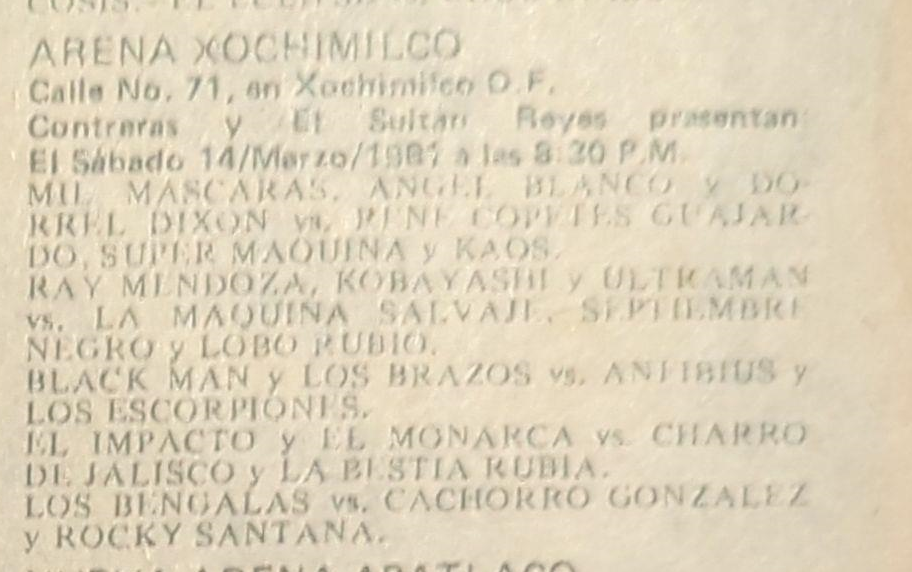 ARENA XOCHIMILCO
Calle No. 71, en Xochimilco D.F.
Contreras y El Sultan Reyes presentan
El Sábado 14/Marzo/1981 a las 8:30 P.M.
MIL MASCARAS, ANGEL BLANCO y DO-
RREL DIXON vs. RENE COPETES GUAJAR-
DO, SUPER MAQUINA y KAOS.
RAY MENDOZA, KOBAYASHI y ULTRAMAN
vs. LA MAQUINA SALVAJE, SEPTIEMBRE
NEGRO y LOBO RUBIO.
BLACK MAN y LOS BRAZOS vs. ANFIBIUS y
LOS ESCORPIONES.
EL IMPACTO y EL MONARCA vs. CHARRO
DE JALISCO y LA BESTIA RUBIA.
LOS BENGALAS vs. CACHORRO GONZALEZ
y ROCKY SANTANA.